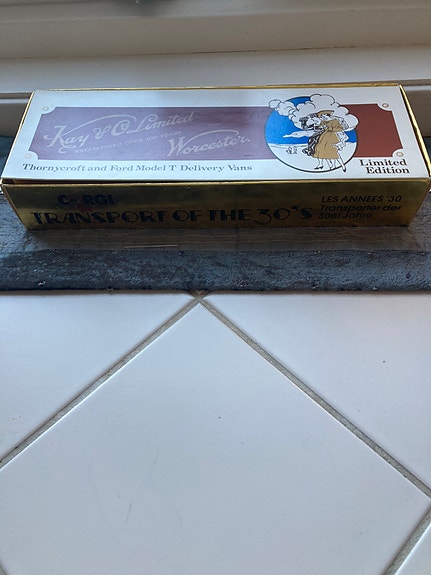 Kay & Co Limited
Worcester.
Thornycroft and Ford Model T Delivery Vans
Limited
Edition
CORGI
TRANSPORT OF THE 30'S
LES ANNEES '30
Transporter der
30er Jahre